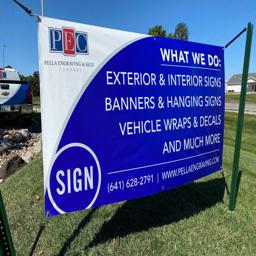 PEC
PELLA ENGRAVING & SIGN
COMPANY
WHAT WE DO:
EXTERIOR & INTERIOR SIGNS
BANNERS & HANGING SIGNS
VEHICLE WRAPS & DECALS
AND MUCH MORE
SIGN
(641) 628-2791 | WWW.PELLAENGRAVING.COM